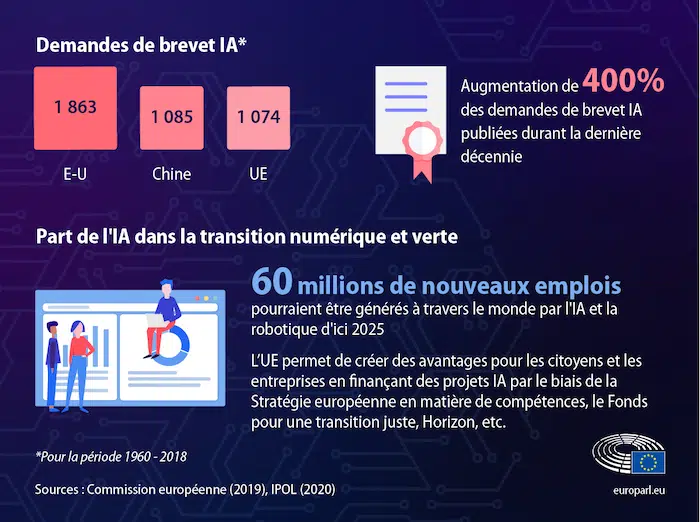 Demandes de brevet IA*
1 863
1 085
1 074
E-U
Chine
UE
Augmentation de 400%
des demandes de brevet IA
publiées durant la dernière
décennie
Part de l'IA dans la transition numérique et verte
60 millions de nouveaux emplois
pourraient être générés à travers le monde par l'IA et la
robotique d'ici 2025
L'UE permet de créer des avantages pour les citoyens et les
entreprises en finançant des projets IA par le biais de la
Stratégie européenne en matière de compétences, le Fonds
pour une transition juste, Horizon, etc.
*Pour la période 1960 - 2018
Sources : Commission européenne (2019), IPOL (2020)
europarl.eu